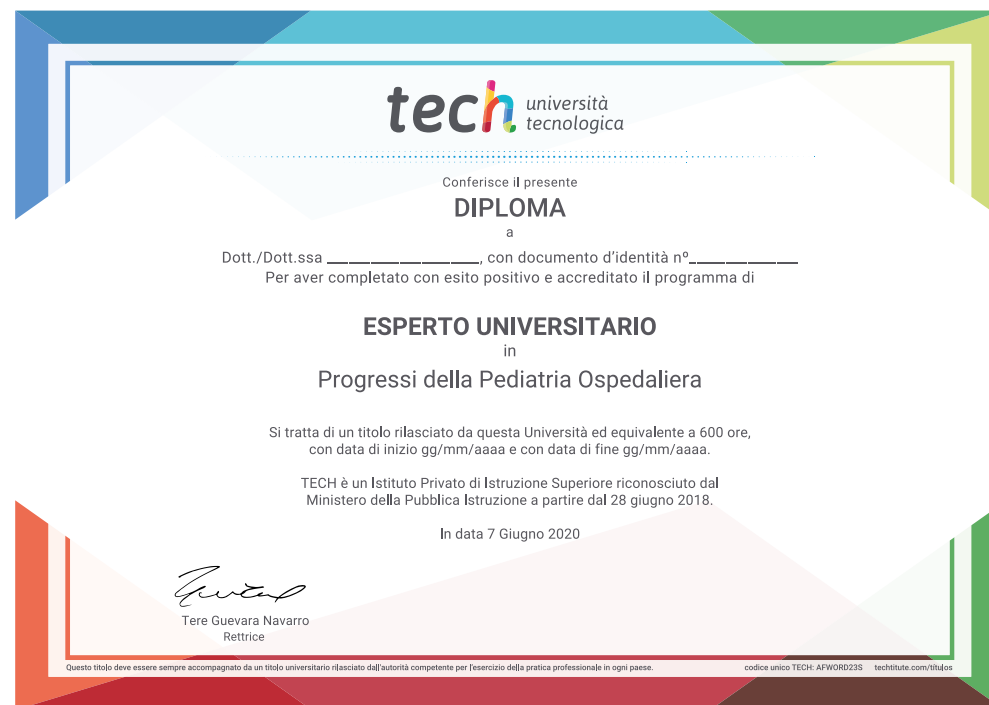 tech università
tecnologica
Conferisce il presente
DIPLOMA
a
Dott./Dott.ssa ____________________, con documento d'identità nº______________
Per aver completato con esito positivo e accreditato il programma di
ESPERTO UNIVERSITARIO
in
Progressi della Pediatria Ospedaliera
Si tratta di un titolo rilasciato da questa Università ed equivalente a 600 ore,
con data di inizio gg/mm/aaaa e con data di fine gg/mm/aaaa.
TECH è un Istituto Privato di Istruzione Superiore riconosciuto dal
Ministero della Pubblica Istruzione a partire dal 28 giugno 2018.
In data 7 Giugno 2020
Tere Guevara Navarro
Rettrice
Questo titolo deve essere sempre accompagnato da un titolo universitario rilasciato dall'autorità competente per l'esercizio della pratica professionale in ogni paese. codice unico TECH: AFWORD23S techtitute.com/títulos